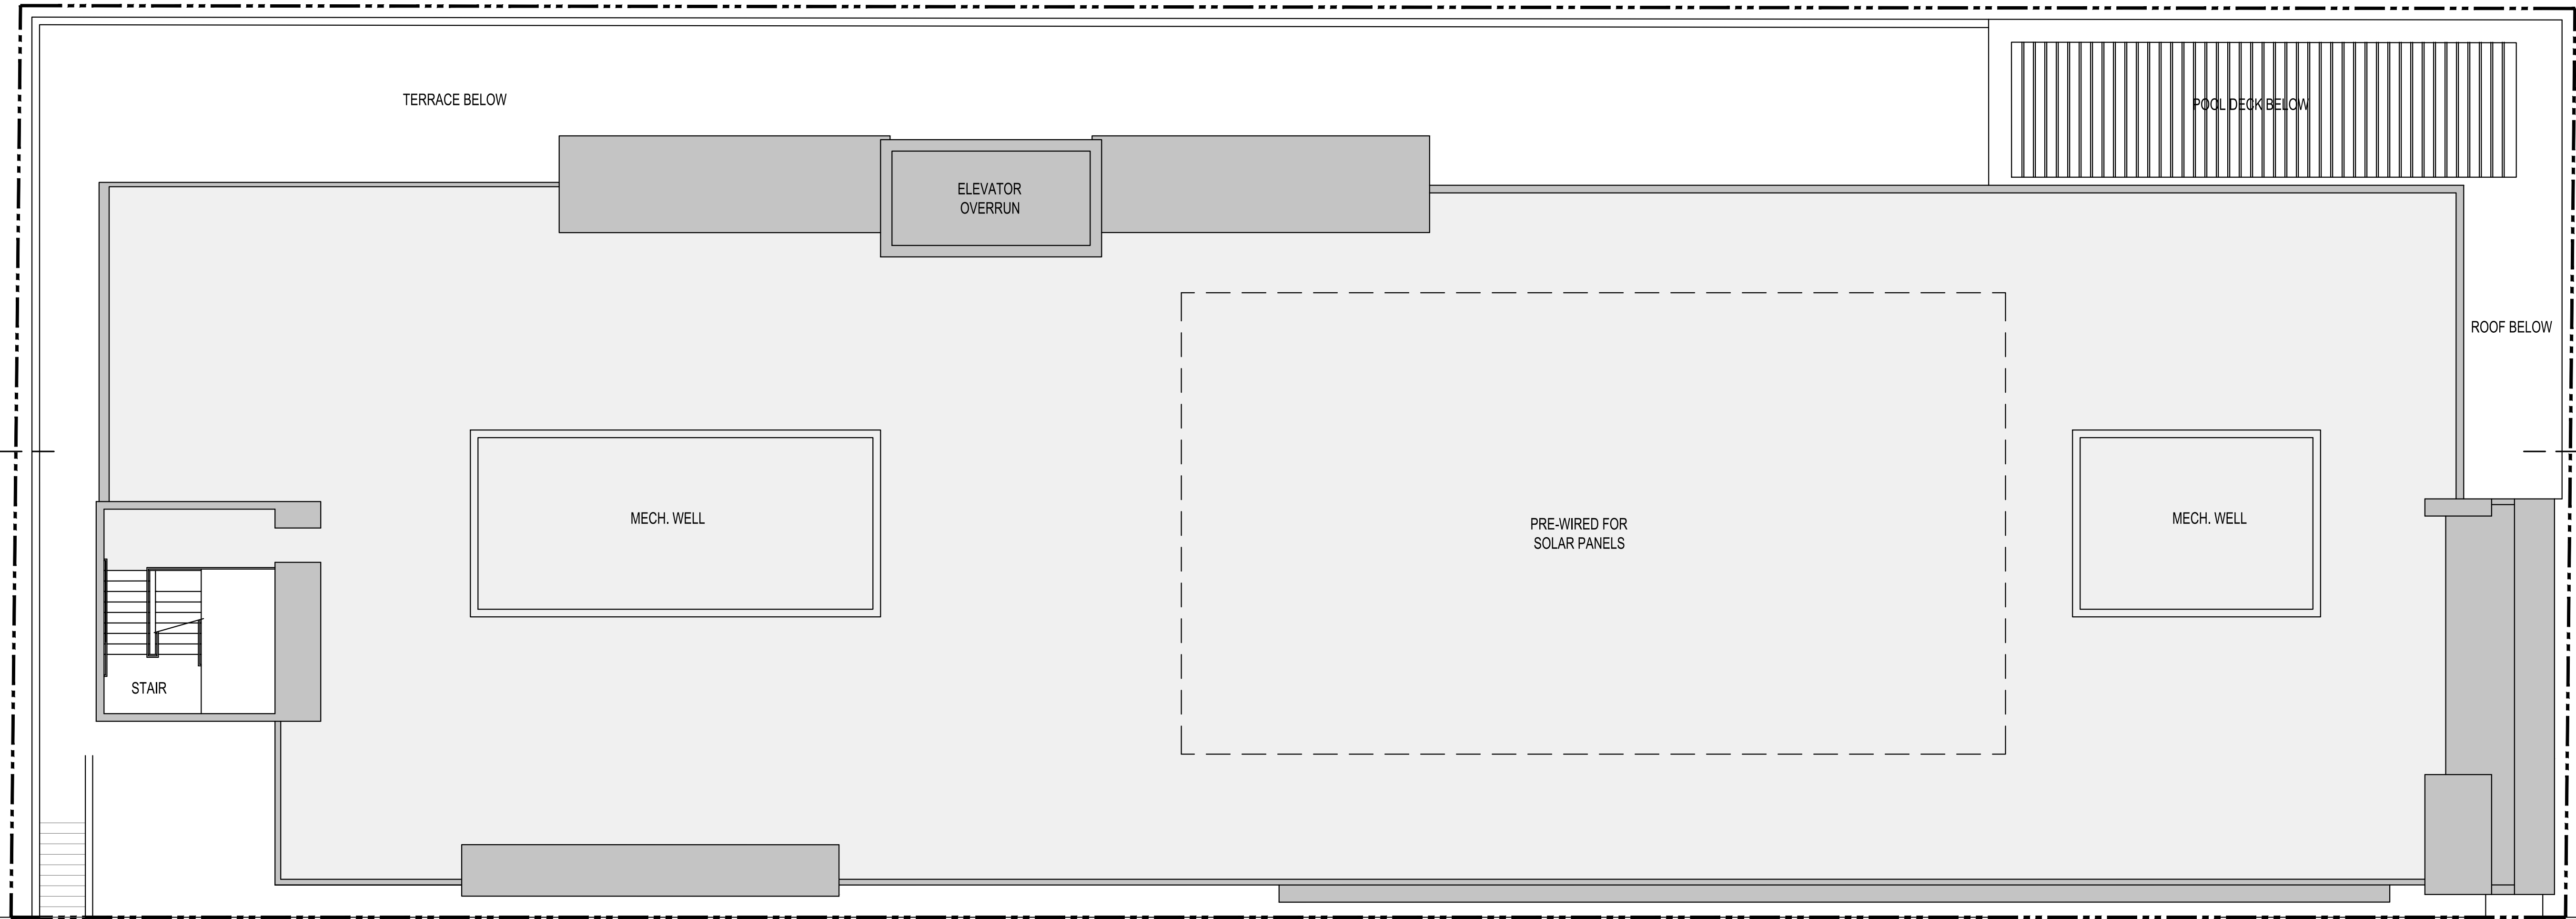 TERRACE BELOW
POOL DECK BELOW
ELEVATOR
OVERRUN
ROOF BELOW
MECH. WELL
PRE-WIRED FOR
SOLAR PANELS
MECH. WELL
STAIR